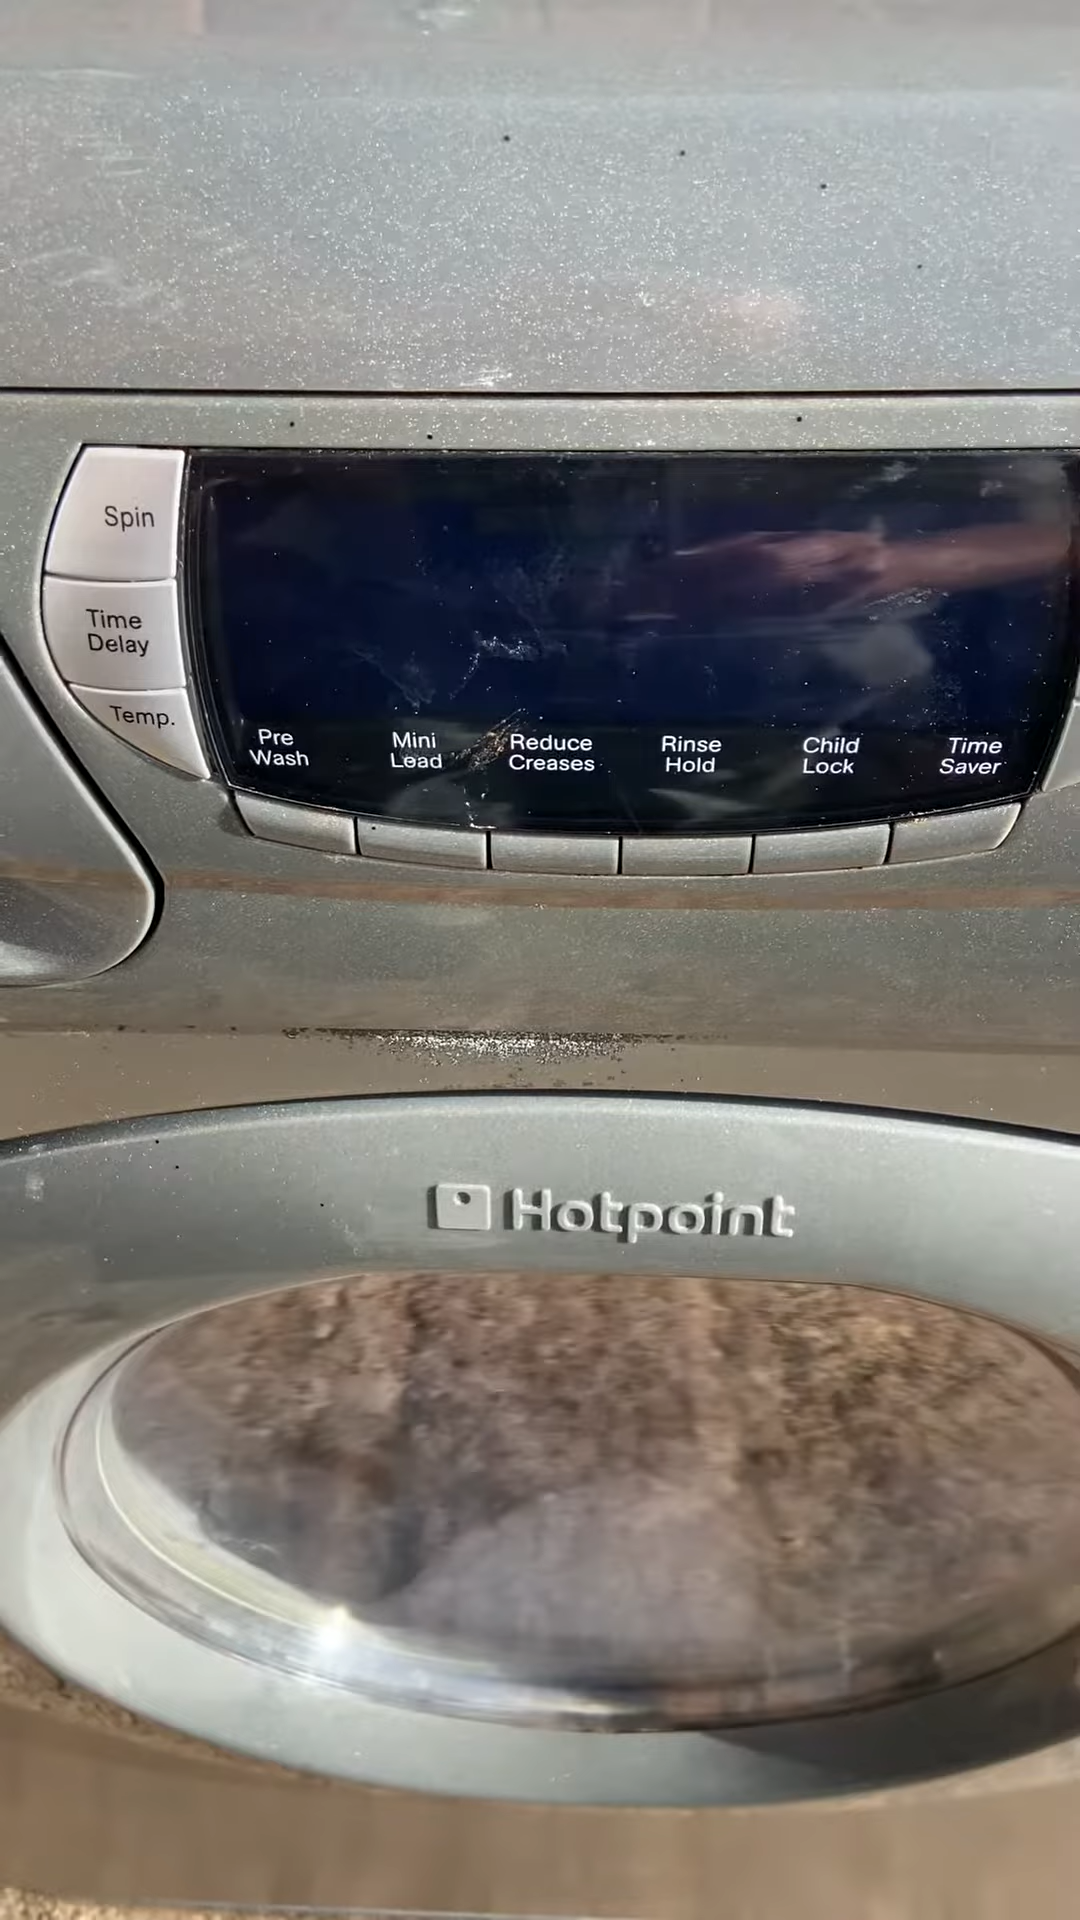 Spin
Time
Delay
Temp.
Pre
Wash
Mini
Load
Reduce
Creases
Rinse
Hold
Child
Lock
Time
Saver
Hotpoint